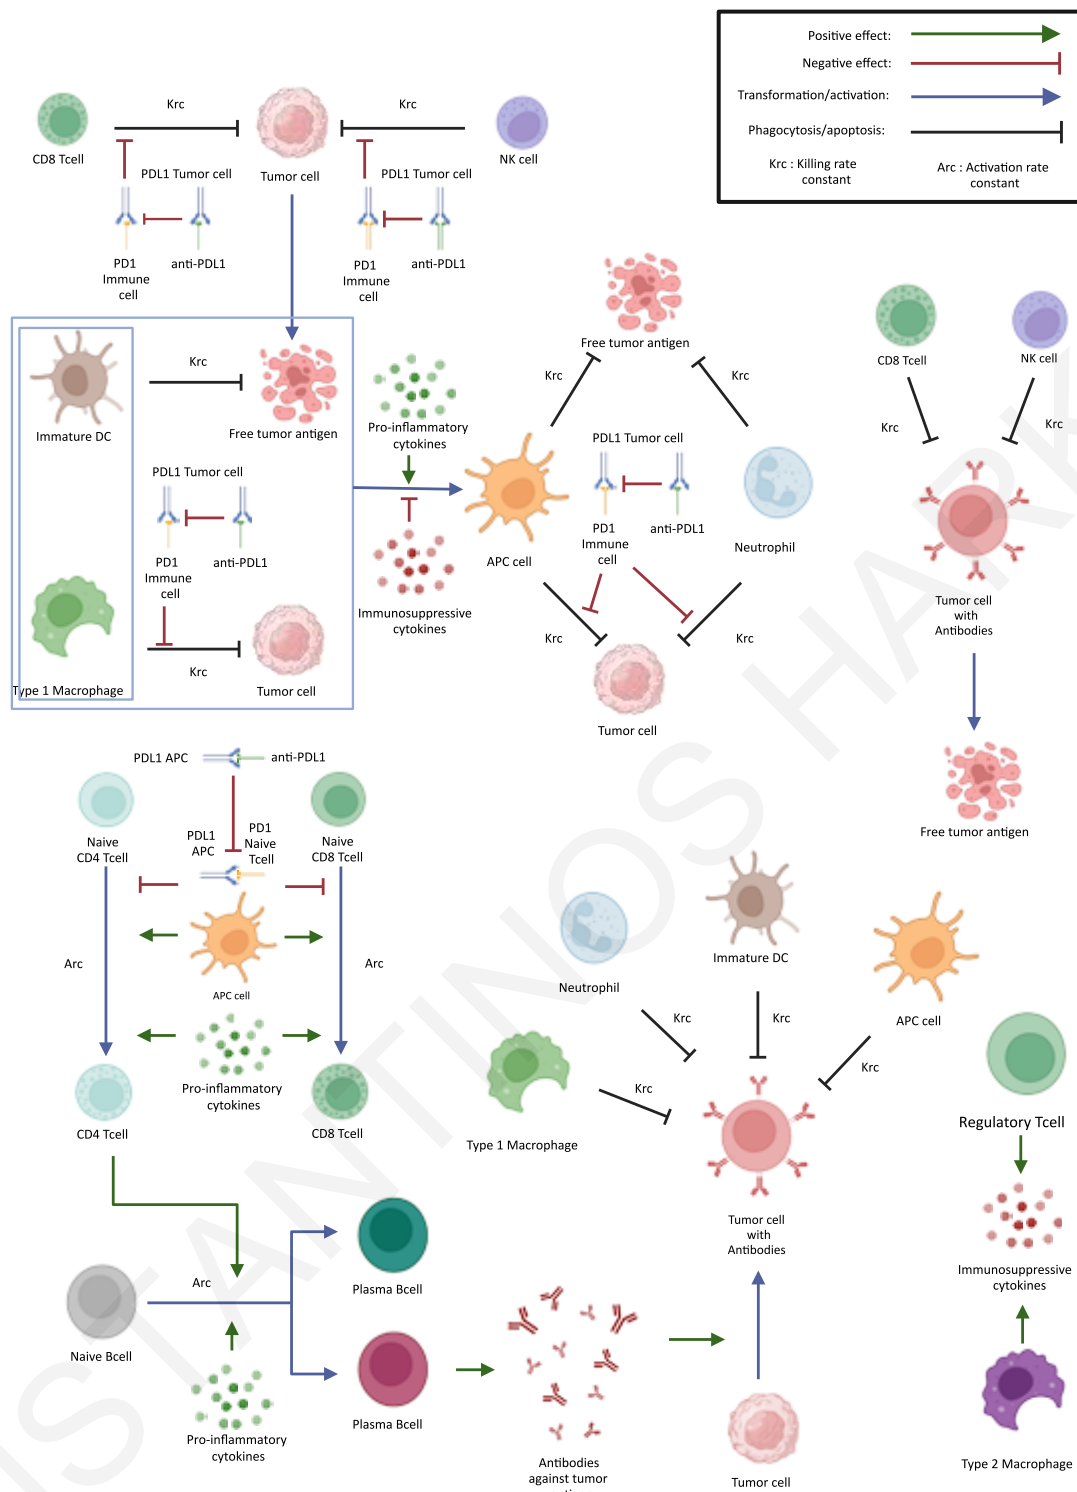 Positive effect:
Negative effect:
Transformation/activation:
Phagocytosis/apoptosis:
Krc : Killing rate
constant
Arc : Activation rate
constant
Krc
Krc
CD8 Tcell
Tumor cell
NK cell
PDL1 Tumor cell
PDL1 Tumor cell
PD1
Immune
cell
anti-PDL1
PD1
Immune
cell
anti-PDL1
Free tumor antigen
CD8 Tcell
NK cell
Krc
Immature DC
Free tumor antigen
Pro-inflammatory
cytokines
Krc
Krc
Krc
Krc
PDL1 Tumor cell
PDL1 Tumor cell
PD1
Immune
cell
anti-PDL1
PD1
Immune
cell
anti-PDL1
APC cell
Neutrophil
Immunosuppressive
cytokines
Krc
Krc
Tumor cell
with
Antibodies
Krc
Type 1 Macrophage
Tumor cell
Tumor cell
PDL1 APC
anti-PDL1
Free tumor antigen
Naive
CD4 Tcell
PDL1
APC
PD1
Naive
Tcell
Naive
CD8 Tcell
Arc
Arc
APC cell
Pro-inflammatory
cytokines
CD4 Tcell
CD8 Tcell
Neutrophil
Immature DC
APC cell
Krc
Krc
Krc
Krc
Type 1 Macrophage
Regulatory Tcell
Tumor cell
with
Antibodies
Immunosuppressive
cytokines
Arc
Naive Bcell
Plasma Bcell
Plasma Bcell
Pro-inflammatory
cytokines
Antibodies
against tumor
Tumor cell
Type 2 Macrophage
STANTINOS HARK